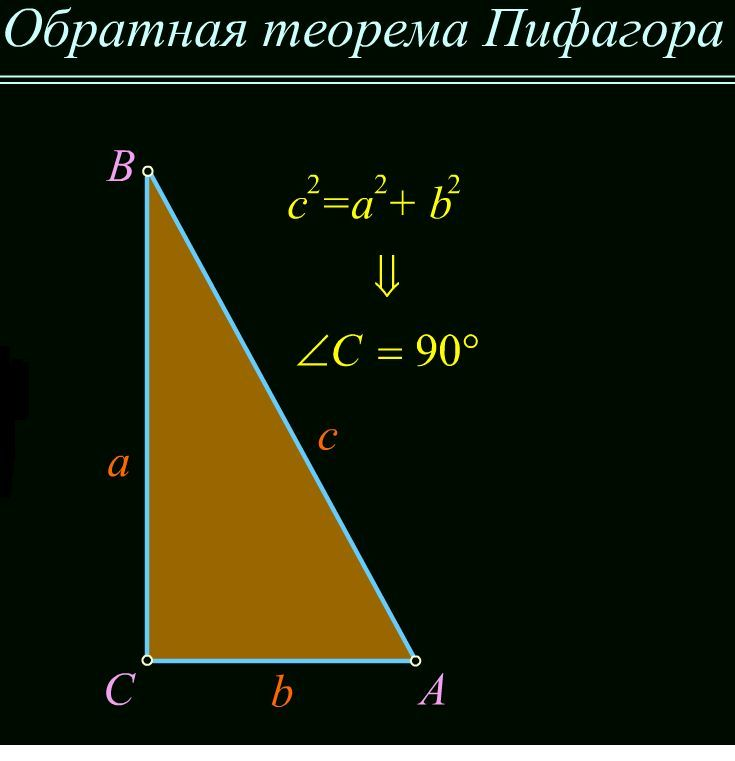 Обратная теорема Пифагора
B
c²=a²+ b²
⇓
∠C = 90°
c
a
C
b
A